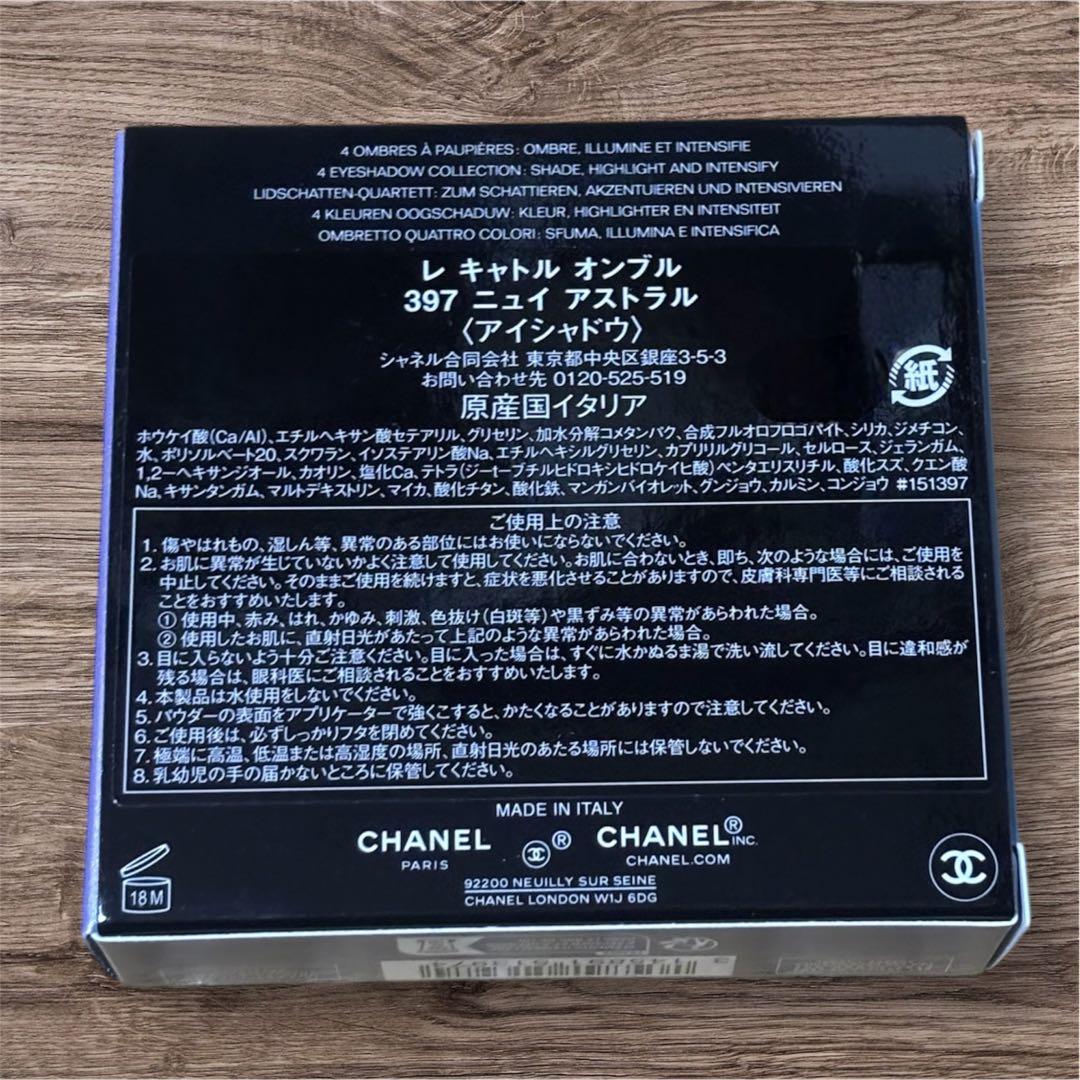 4 OMBRES À PAUPIÈRES: OMBRE, ILLUMINE ET INTENSIFIE
4 EYESHADOW COLLECTION: SHADE, HIGHLIGHT AND INTENSIFY
LIDSCHATTEN-QUARTETT: ZUM SCHATTIEREN, AKZENTUIEREN UND INTENSIVIEREN
4 KLEUREN OOGSCHADUW: KLEUR, HIGHLIGHTER EN INTENSITEIT
OMBRETTO QUATTRO COLORI: SFUMA, ILLUMINA E INTENSIFICA
レ キャトル オンブル
397 ニュイ アストラル
〈アイシャドウ〉
シャネル合同会社 東京都中央区銀座3-5-3
お問い合わせ先 0120-525-519
原産国イタリア
紙
ホウケイ酸(Ca/Al)、エチルヘキサン酸セテアリル、グリセリン、加水分解コメタンパク、合成フルオロフロゴパイト、シリカ、ジメチコン、
水、ポリソルベート20、スクワラン、イソステアリン酸Na、エチルヘキシルグリセリン、カプリリルグリコール、セルロース、ジェランガム、
1,2-ヘキサンジオール、カオリン、塩化Ca、テトラ(ジ-t-ブチルヒドロキシヒドロケイヒ酸)ペンタエリスリチル、酸化スズ、クエン酸
Na、キサンタンガム、マルトデキストリン、マイカ、酸化チタン、酸化鉄、マンガンバイオレット、グンジョウ、カルミン、コンジョウ #151397
ご使用上の注意
1. 傷やはれもの、湿しん等、異常のある部位にはお使いにならないでください。
2. お肌に異常が生じていないかよく注意して使用してください。お肌に合わないとき、即ち、次のような場合には、ご使用を
中止してください。そのままご使用を続けますと、症状を悪化させることがありますので、皮膚科専門医等にご相談される
ことをおすすめいたします。
① 使用中、赤み、はれ、かゆみ、刺激、色抜け(白斑等)や黒ずみ等の異常があらわれた場合。
② 使用したお肌に、直射日光があたって上記のような異常があらわれた場合。
3. 目に入らないよう十分ご注意ください。目に入った場合は、すぐに水かぬるま湯で洗い流してください。目に違和感が
残る場合は、眼科医にご相談されることをおすすめいたします。
4. 本製品は水使用をしないでください。
5. パウダーの表面をアプリケーターで強くこすると、かたくなることがありますので注意してください。
6. ご使用後は、必ずしっかりフタを閉めてください。
7. 極端に高温、低温または高湿度の場所、直射日光のあたる場所には保管しないでください。
8. 乳幼児の手の届かないところに保管してください。
MADE IN ITALY
CHANEL ® CHANEL® INC.
PARIS CHANEL.COM
92200 NEUILLY SUR SEINE
CHANEL LONDON W1J 6DG
18 M